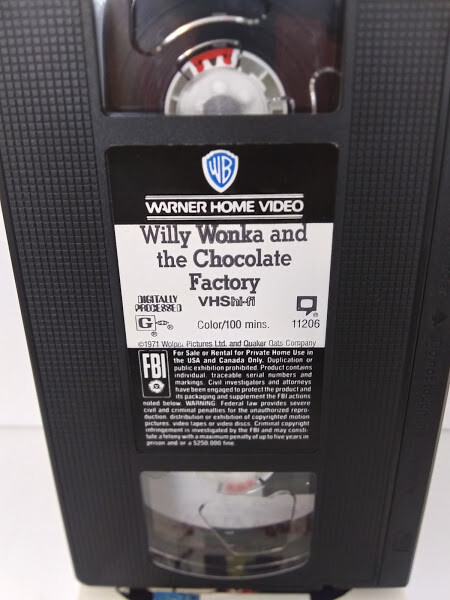 WB
WARNER HOME VIDEO
Willy Wonka and
the Chocolate
Factory
DIGITALLY
PROCESSED
VHS hi-fi
G
Color/100 mins.
11206
©1971 Wolper Pictures Ltd. and Quaker Oats Company
FBI
For Sale or Rental for Private Home Use in
the USA and Canada Only. Duplication or
public exhibition prohibited. Product contains
individual, traceable serial numbers and
markings. Civil investigators and attorneys
have been engaged to protect the product and
its packaging and supplement the FBI actions
noted below. WARNING: Federal law provides severe
civil and criminal penalties for the unauthorized repro-
duction, distribution or exhibition of copyrighted motion
pictures, video tapes or video discs. Criminal copyright
infringement is investigated by the FBI and may consti-
tute a felony with a maximum penalty of up to five years in
prison and or a $250,000 fine.